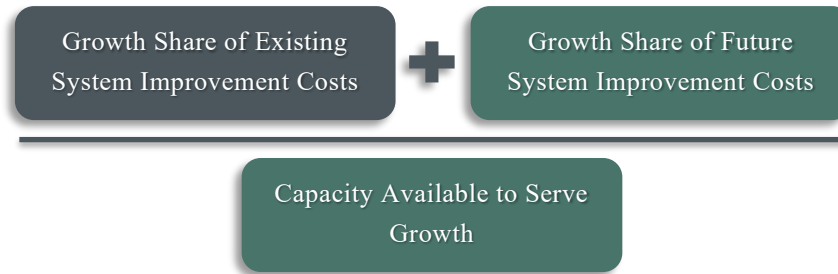 Growth Share of Existing
System Improvement Costs
Growth Share of Future
System Improvement Costs
Capacity Available to Serve
Growth